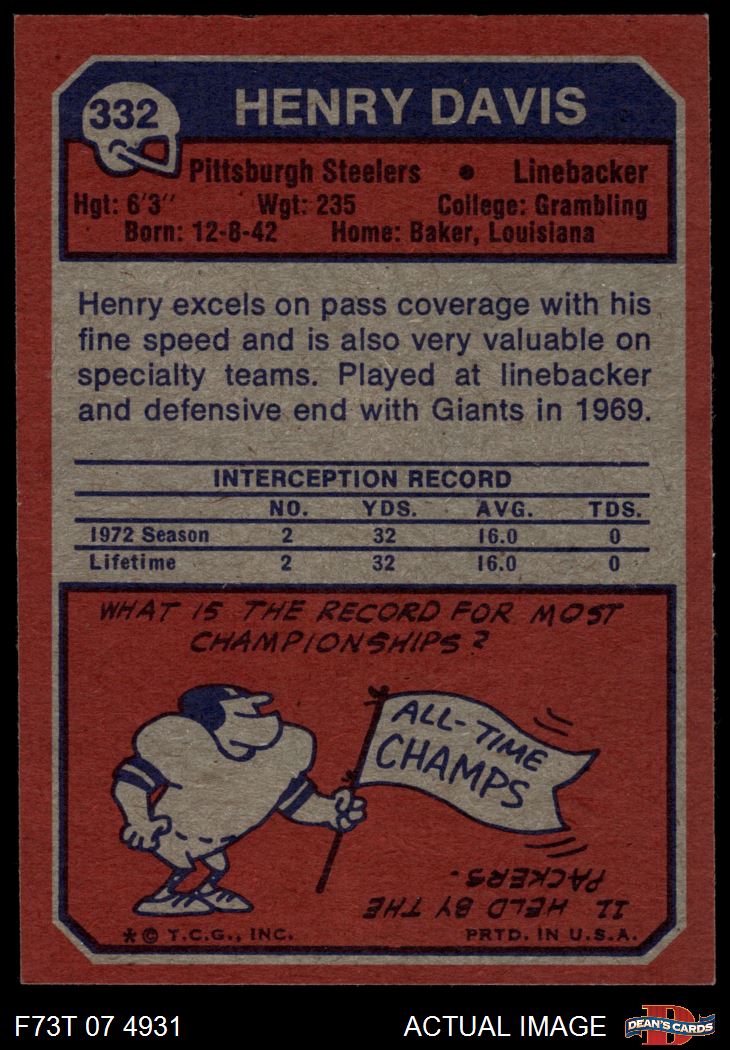 332
HENRY DAVIS
Pittsburgh Steelers • Linebacker
Hgt: 6'3" Wgt: 235 College: Grambling
Born: 12-8-42 Home: Baker, Louisiana
Henry excels on pass coverage with his
fine speed and is also very valuable on
specialty teams. Played at linebacker
and defensive end with Giants in 1969.
INTERCEPTION RECORD
NO. YDS. AVG. TDS.
1972 Season 2 32 16.0 0
Lifetime 2 32 16.0 0
WHAT IS THE RECORD FOR MOST
CHAMPIONSHIPS?
ALL-TIME
CHAMPS
11 HELD BY THE
PACKERS.
* © T.C.G., INC. PRTD. IN U.S.A.
F73T 07 4931 ACTUAL IMAGE
D
DEAN'S CARDS